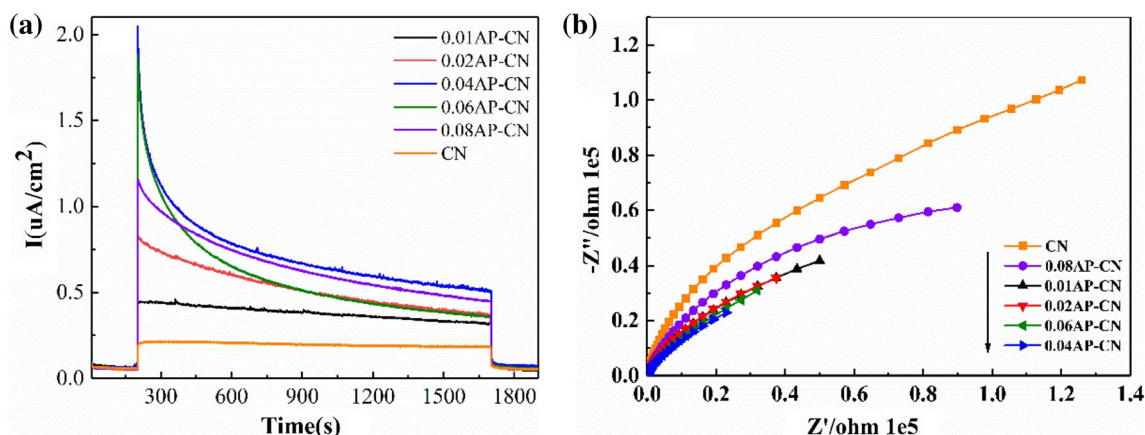 (a)
2.0
1.5
1.0
0.5
0.0
I(uA/cm²)
0.01AP-CN
0.02AP-CN
0.04AP-CN
0.06AP-CN
0.08AP-CN
CN
300 600 900 1200 1500 1800
Time(s)
(b)
1.2
1.0
0.8
0.6
0.4
0.2
0.0
-Z"/ohm 1e5
CN
0.08AP-CN
0.01AP-CN
0.02AP-CN
0.06AP-CN
0.04AP-CN
0.0 0.2 0.4 0.6 0.8 1.0 1.2 1.4
Z'/ohm 1e5